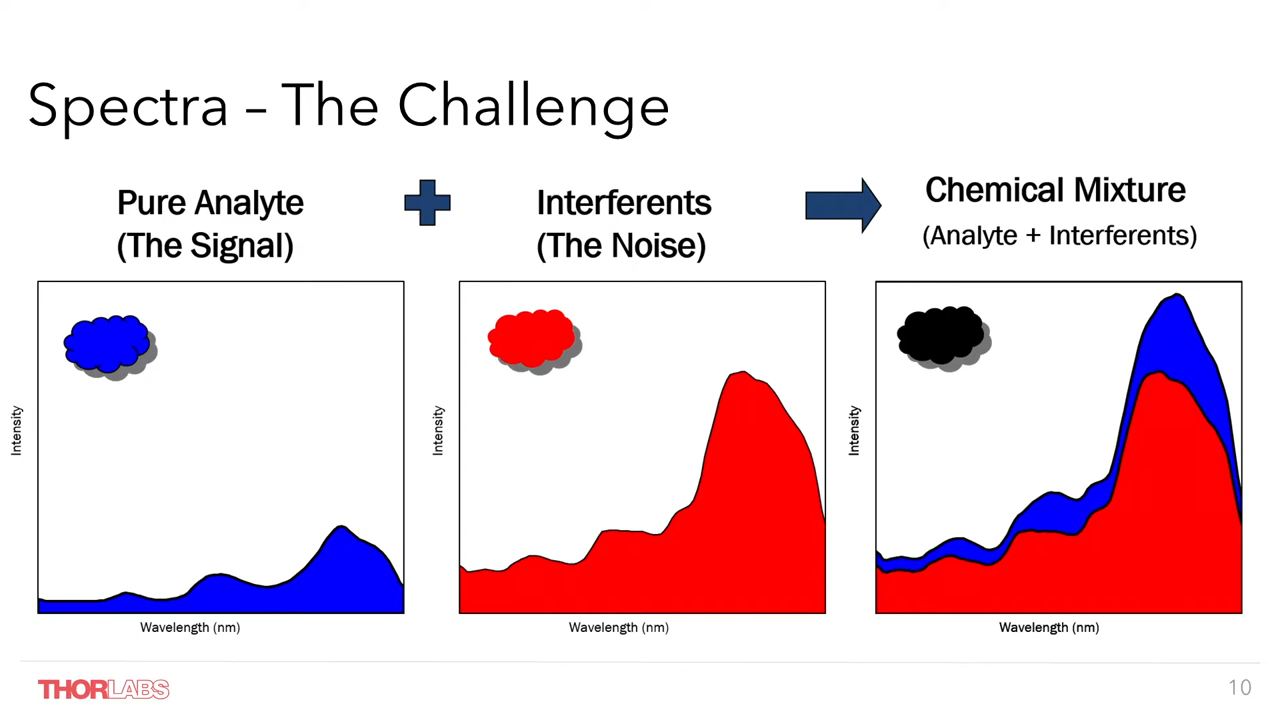 Spectra – The Challenge
Pure Analyte
(The Signal)
Interferents
(The Noise)
Chemical Mixture
(Analyte + Interferents)
Intensity
Wavelength (nm)
Intensity
Wavelength (nm)
Intensity
Wavelength (nm)
THORLABS
10